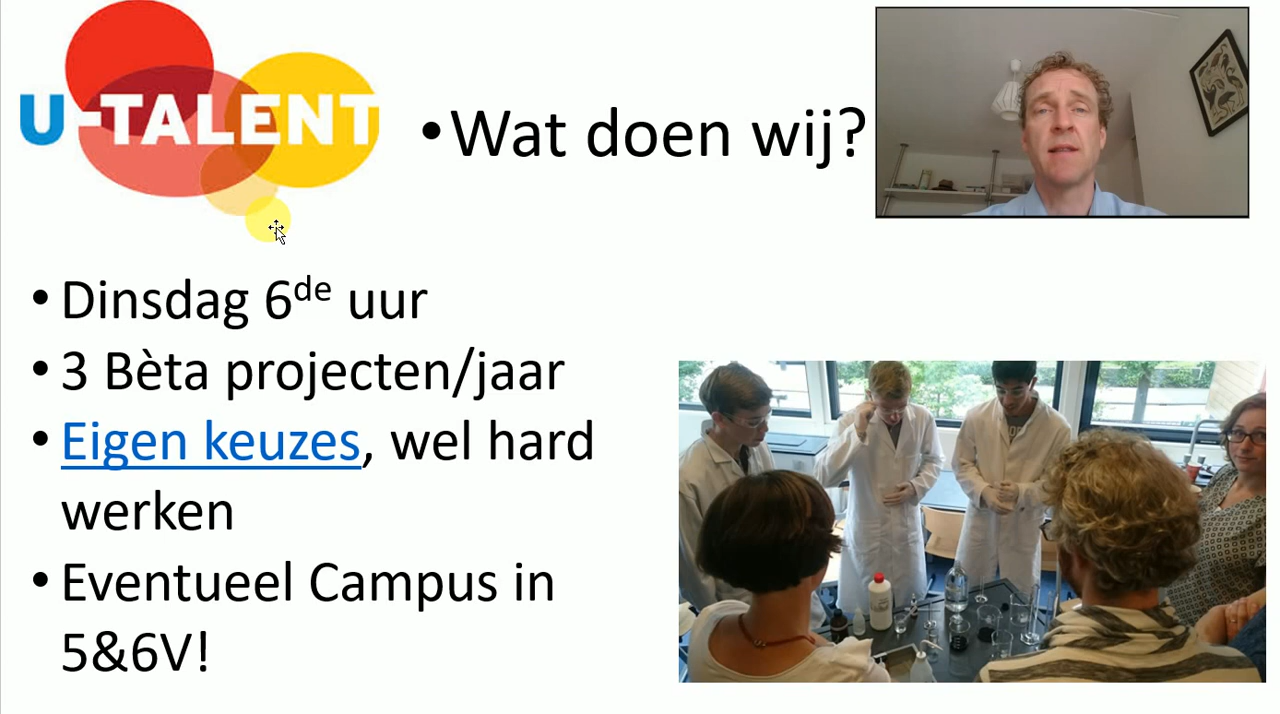 U-TALENT
•Wat doen wij?
• Dinsdag 6de uur
• 3 Bèta projecten/jaar
• Eigen keuzes, wel hard
werken
• Eventueel Campus in
5&6V!